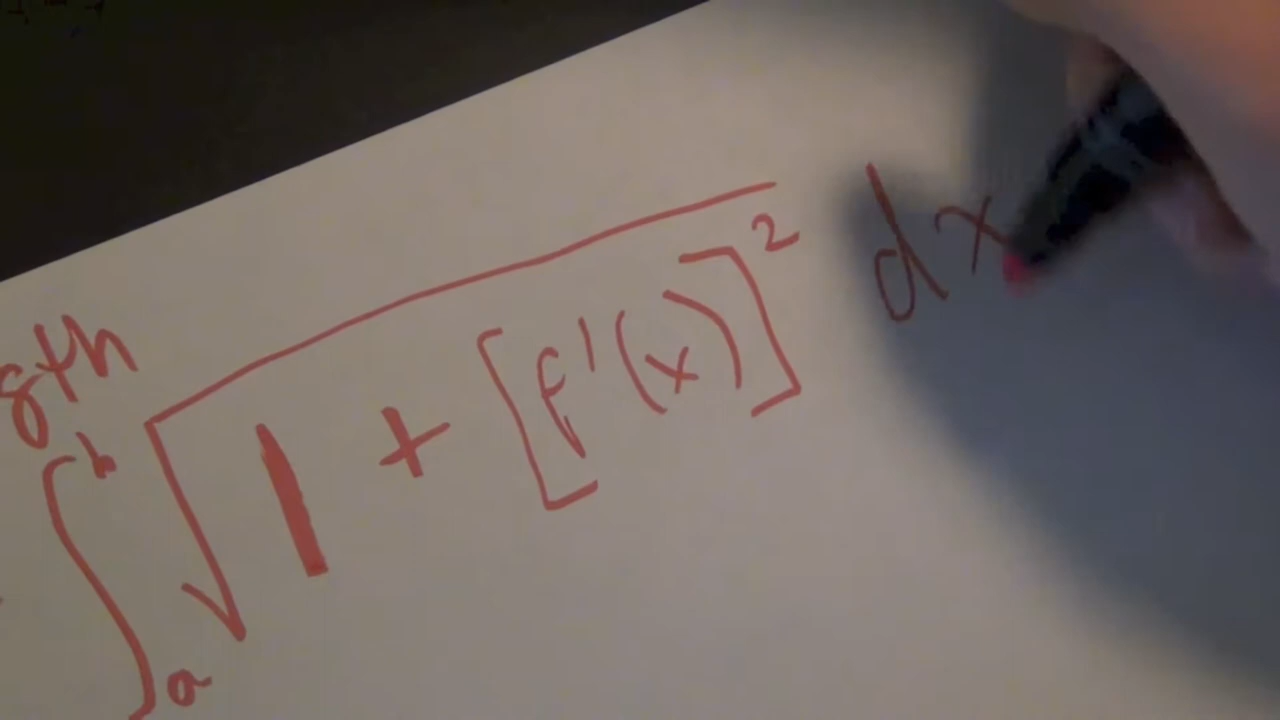 gth
∫ₐᵇ √(1 + [f'(x)]²) dx